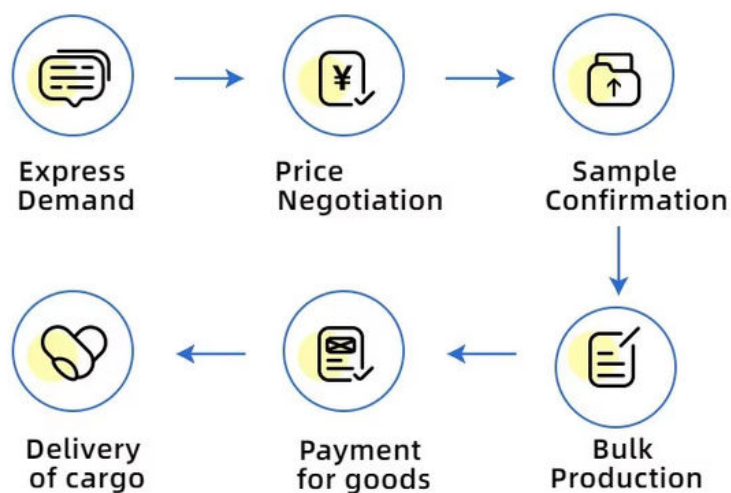 ¥
Express
Demand
Price
Negotiation
Sample
Confirmation
Bulk
Production
Payment
for goods
Delivery
of cargo